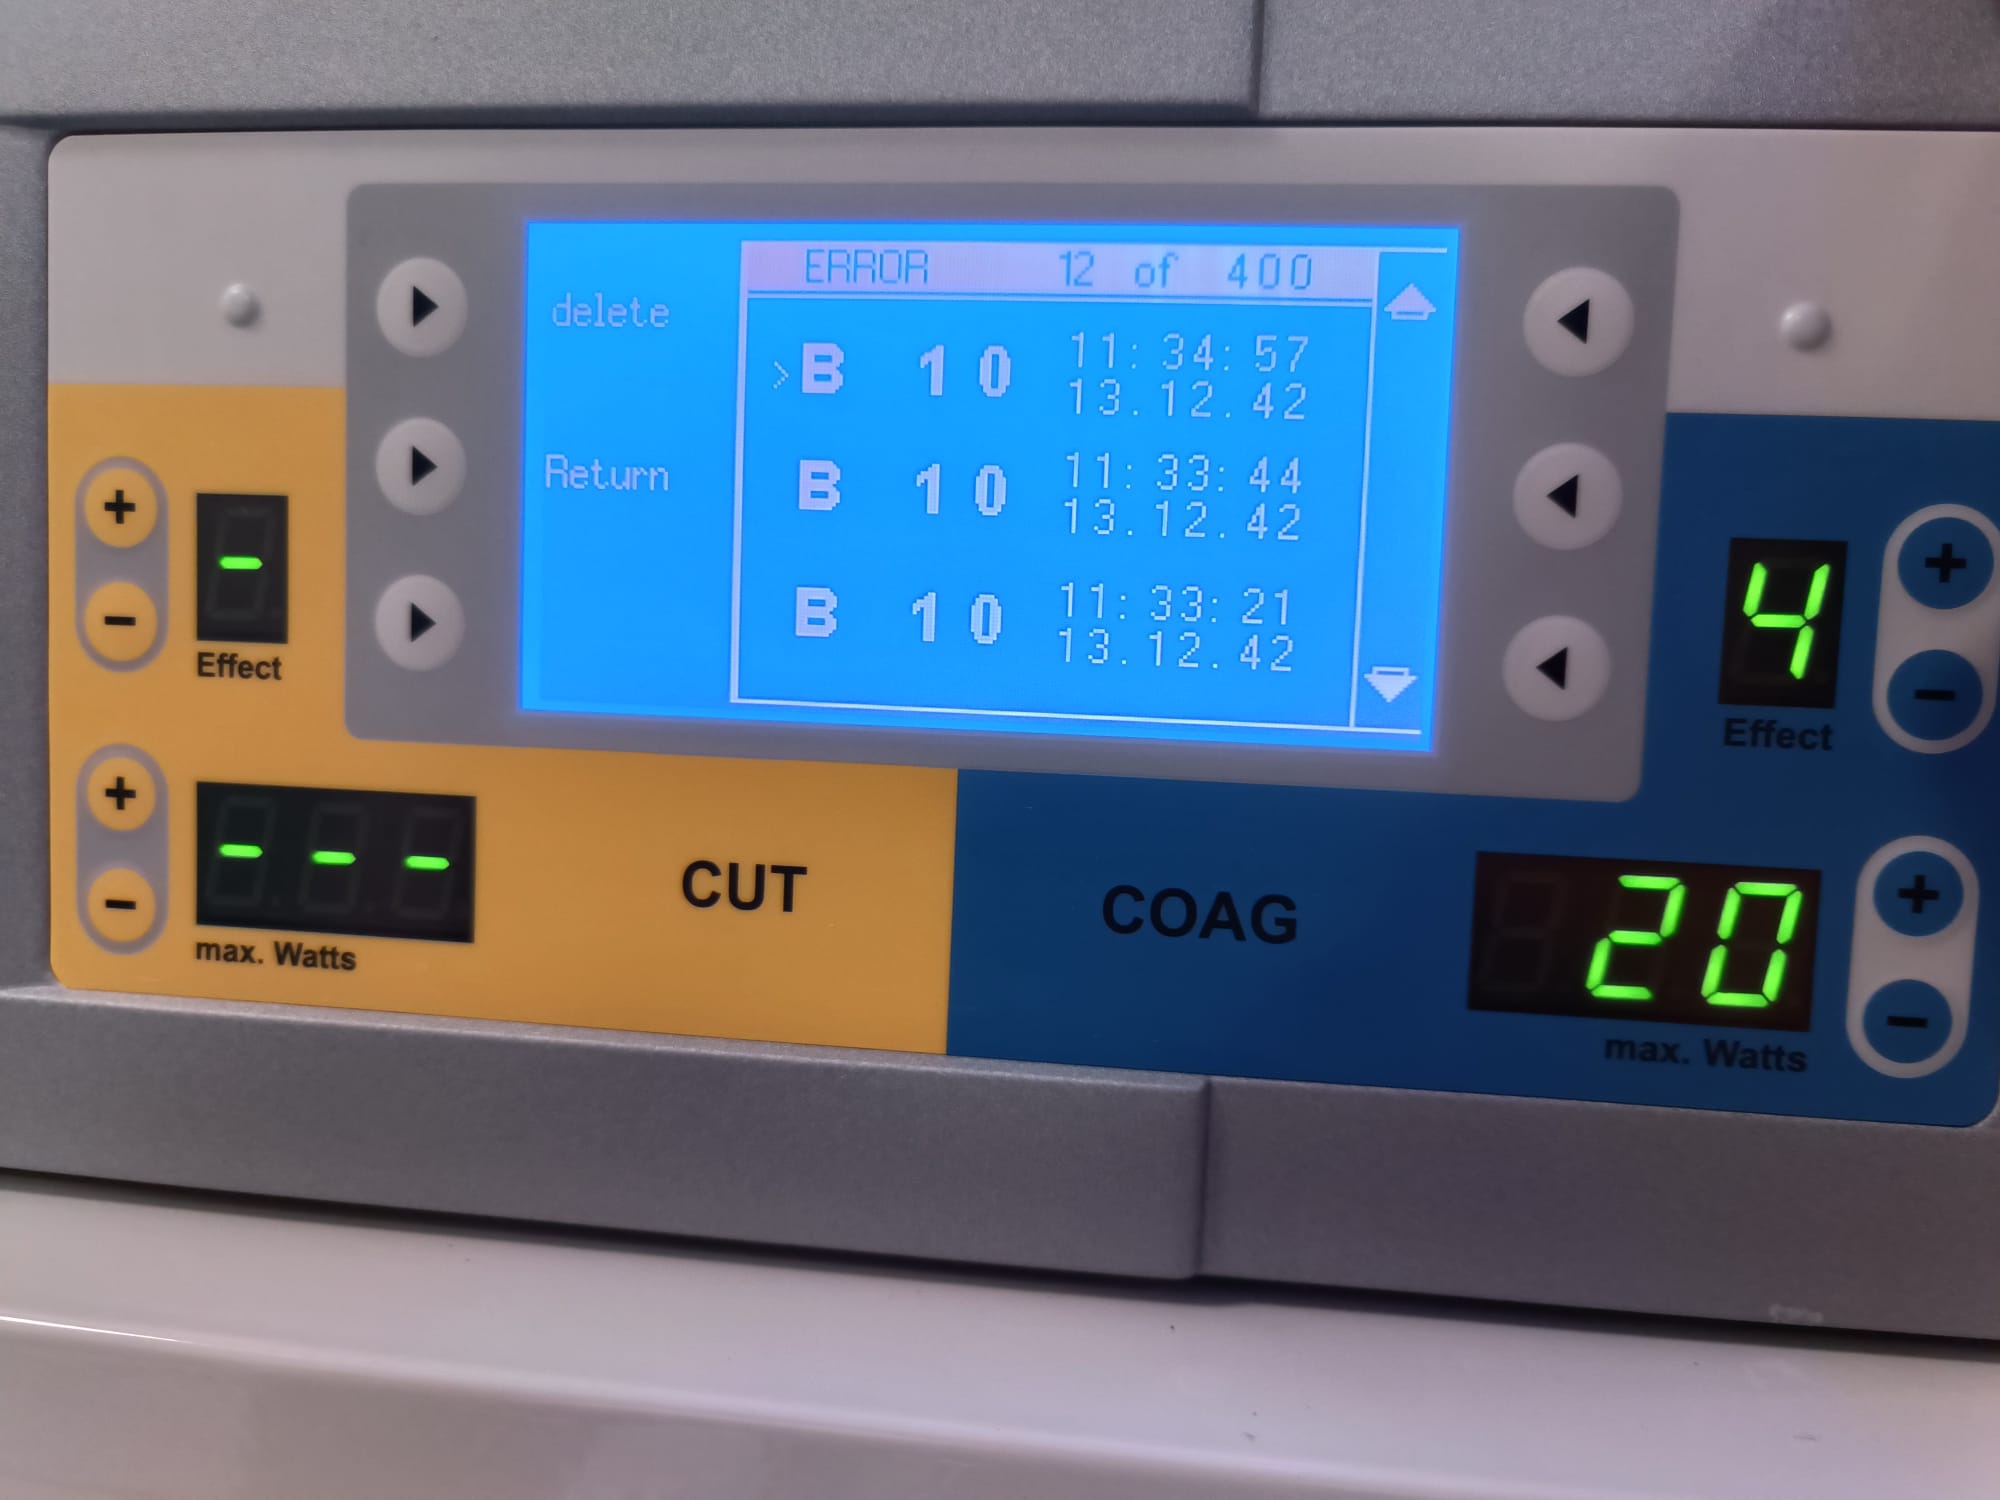 ERROR 12 of 400
delete
>B 10 11:34:57
13.12.42
Return
B 10 11:33:44
13.12.42
B 10 11:33:21
13.12.42
+
-
-
Effect
+
-
---
max. Watts
CUT
COAG
4
+
-
Effect
20
+
-
max. Watts